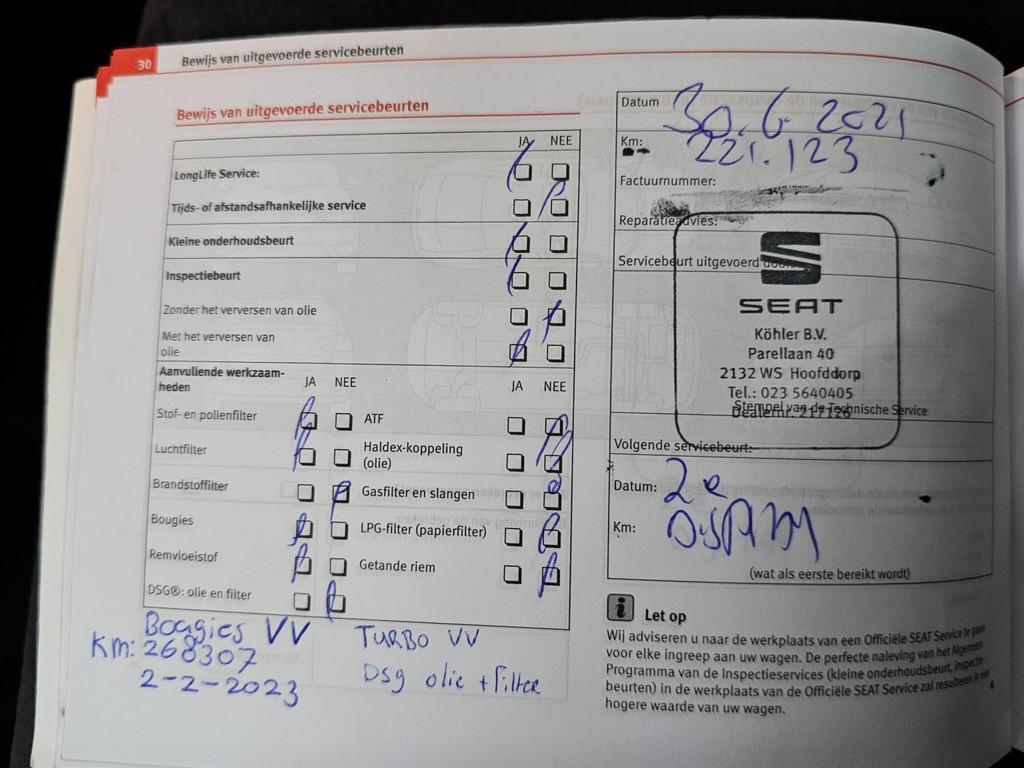 30 Bewijs van uitgevoerde servicebeurten
Bewijs van uitgevoerde servicebeurten
JA NEE
LongLife Service:
Tijds- of afstandsafhankelijke service
Kleine onderhoudsbeurt
Inspectiebeurt
Zonder het verversen van olie
Met het verversen van
olie
Aanvullende werkzaam-
heden
JA NEE JA NEE
Stof- en pollenfilter ATF
Luchtfilter Haldex-koppeling
(olie)
Brandstoffilter Gasfilter en slangen
Bougies LPG-filter (papierfilter)
Remvloeistof Getande riem
DSG®: olie en filter
Boogies VV
Km: 268307
2-2-2023
TURBO VV
Dsg olie + filter
Datum 30.6 2021
Km: 221.123
Factuurnummer:
Reparatieadvies:
Servicebeurt uitgevoerd door:
SEAT
Köhler B.V.
Parellaan 40
2132 WS Hoofddorp
Tel.: 023 5640405
Dealernr. 217126
Stempel van de Technische Service
Volgende servicebeurt:
Datum: 2e
Km: Display
(wat als eerste bereikt wordt)
i Let op
Wij adviseren u naar de werkplaats van een Officiële SEAT Service te gaan
voor elke ingreep aan uw wagen. De perfecte naleving van het Algemeen
Programma van de Inspectieservices (kleine onderhoudsbeurt, inspectie-
beurten) in de werkplaats van de Officiële SEAT Service zal resulteren in een
hogere waarde van uw wagen.